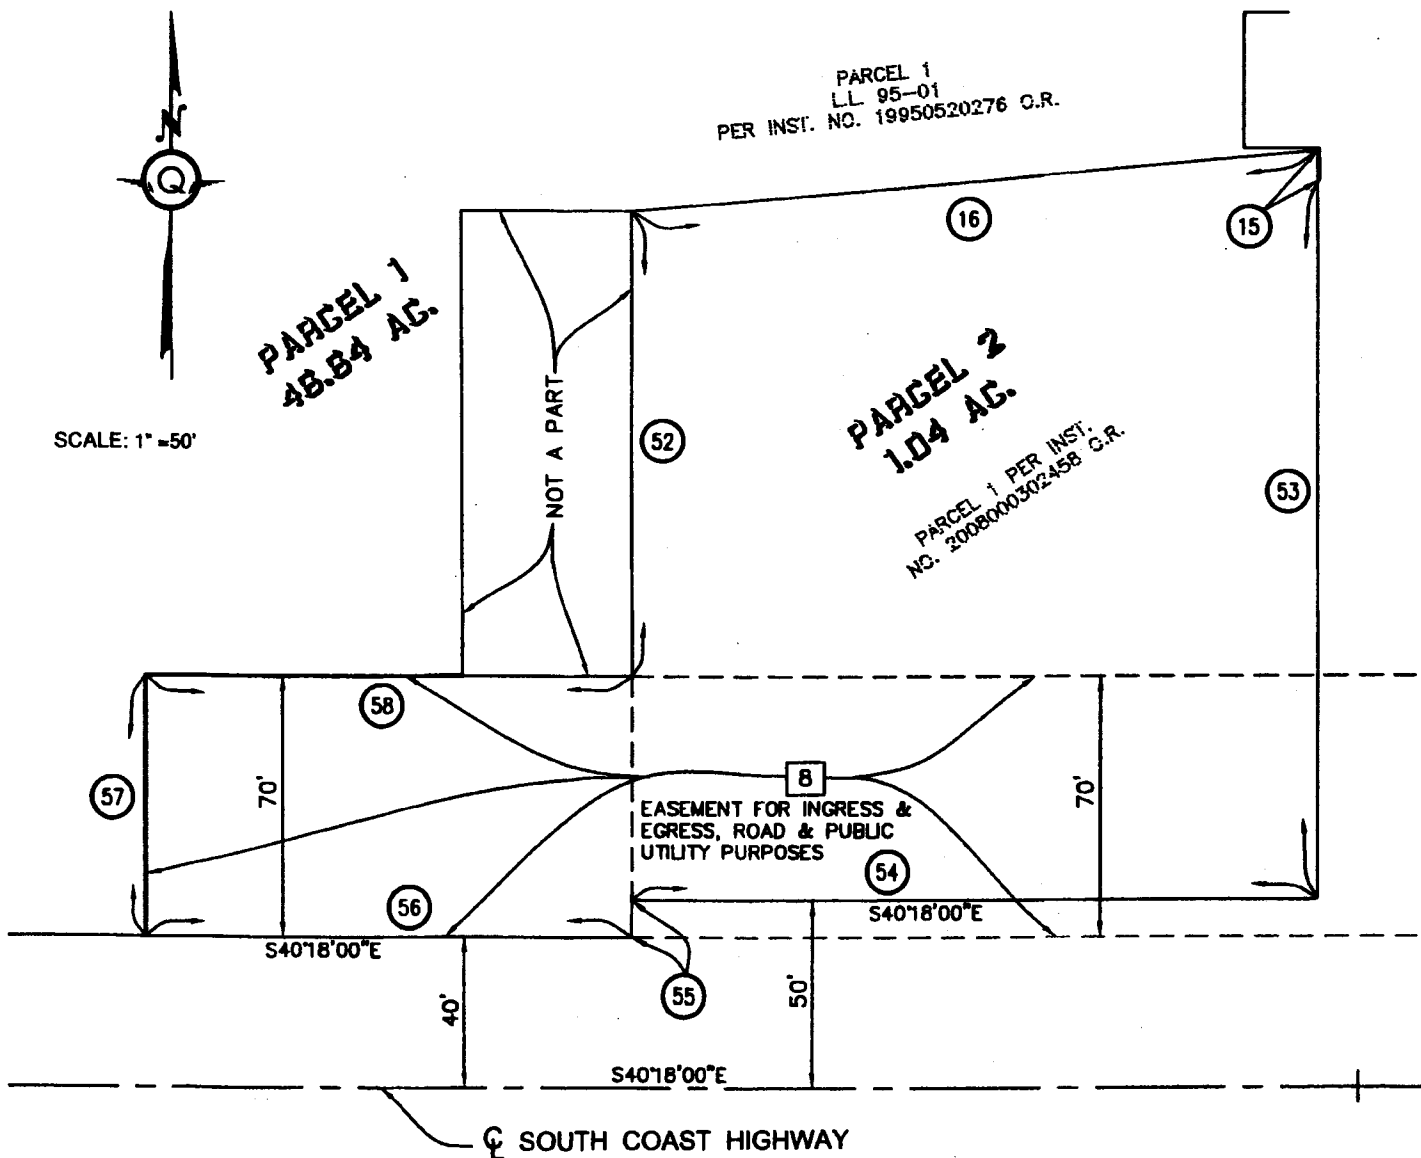 PARCEL 1
L.L. 95-01
PER INST. NO. 19950520276 O.R.
N
Q
16
15
PARCEL 1
48.84 AC.
PARCEL 2
1.04 AC.
SCALE: 1" =50'
NOT A PART
52
PARCEL 1 PER INST.
NO. 2008000302458 O.R.
53
58
57
70'
8
70'
EASEMENT FOR INGRESS &
EGRESS, ROAD & PUBLIC
UTILITY PURPOSES
54
56
S40°18'00"E
S40°18'00"E
55
40'
50'
S40°18'00"E
℄ SOUTH COAST HIGHWAY